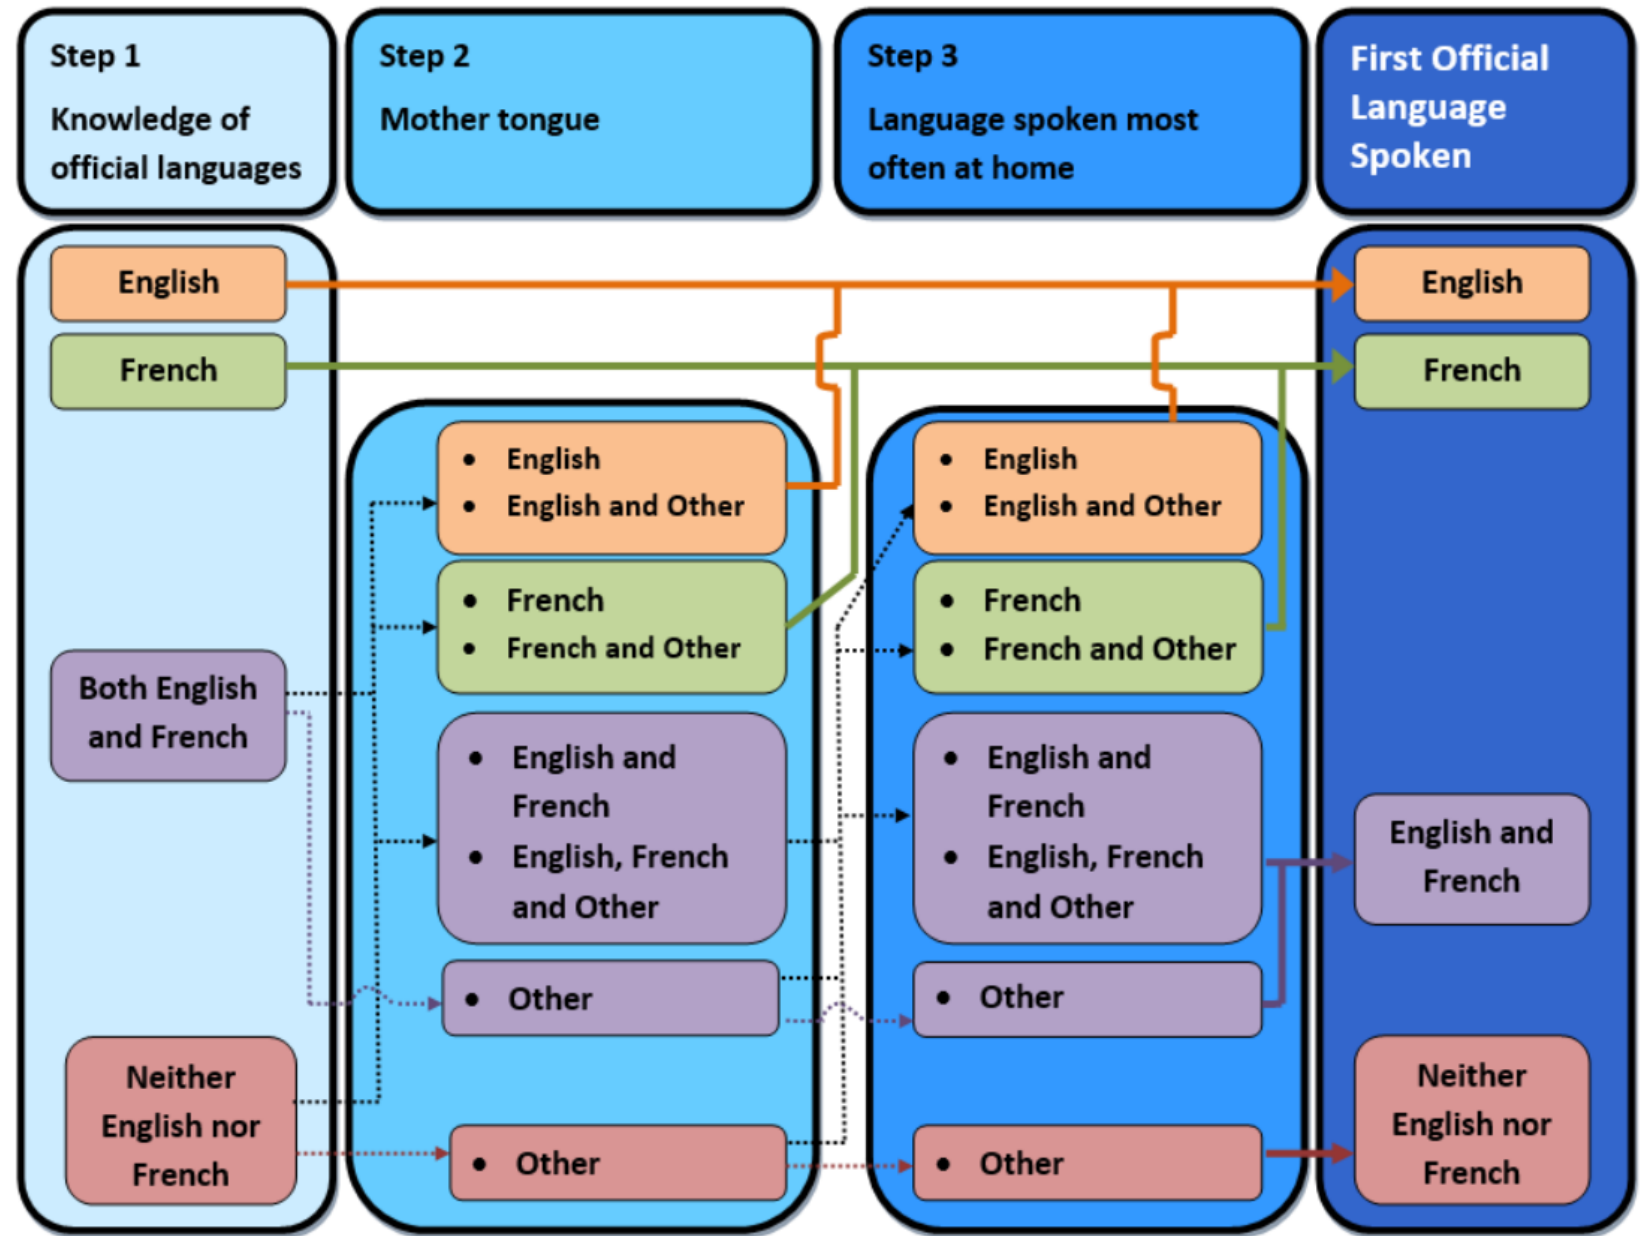 Step 1
Knowledge of
official languages
Step 2
Mother tongue
Step 3
Language spoken most
often at home
First Official
Language
Spoken
English
French
Both English
and French
Neither
English nor
French
• English
• English and Other
• French
• French and Other
• English and
French
• English, French
and Other
• Other
• Other
• English
• English and Other
• French
• French and Other
• English and
French
• English, French
and Other
• Other
• Other
English
French
English and
French
Neither
English nor
French